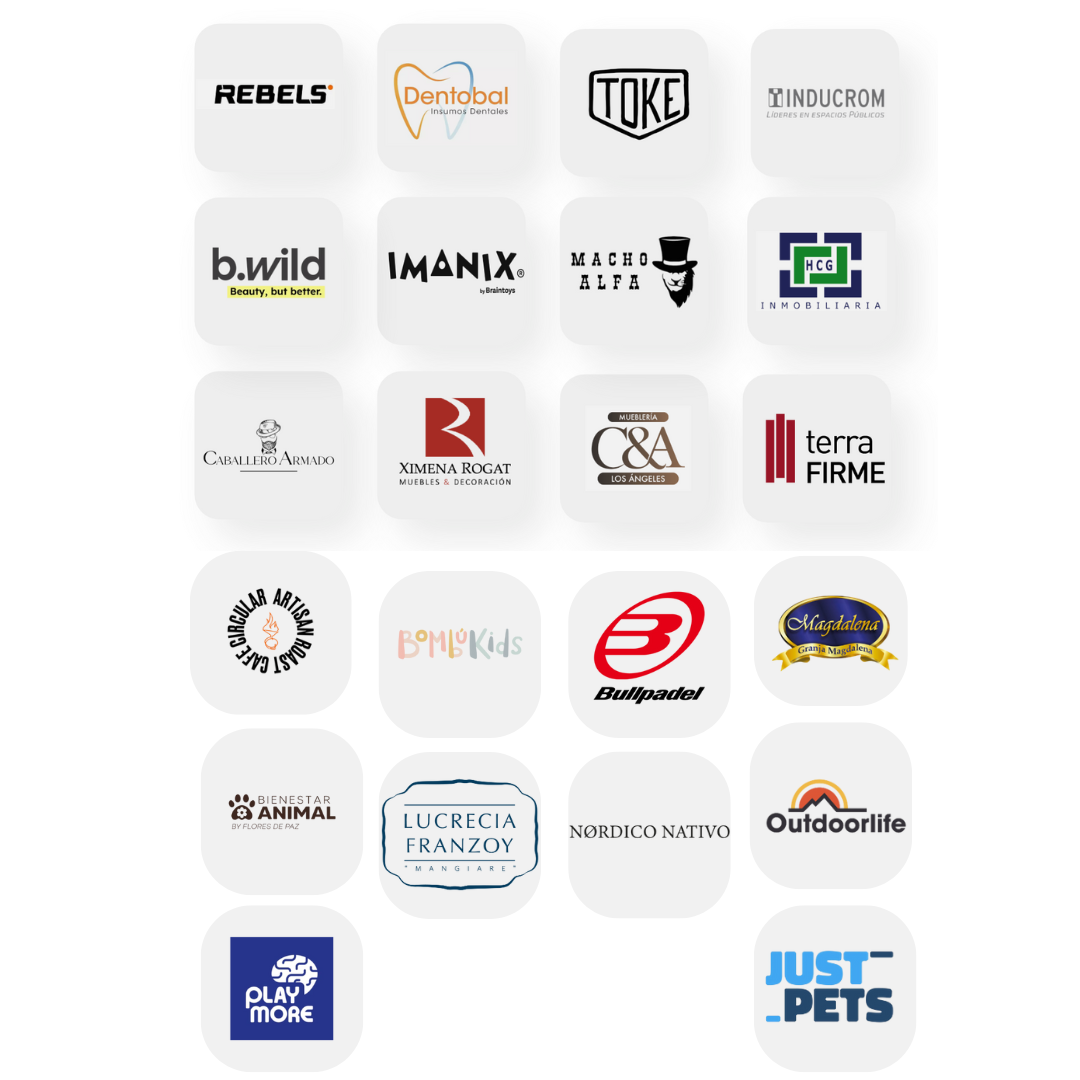 REBELS
Dentobal
Insumos Dentales
TOKE
INDUCROM
LÍDERES EN ESPACIOS PÚBLICOS
b.wild
Beauty, but better.
IMANIX®
by Braintoys
MACHO
ALFA
HCG
INMOBILIARIA
CABALLERO ARMADO
XIMENA ROGAT
MUEBLES & DECORACIÓN
MUEBLERÍA
C&A
LOS ÁNGELES
terra
FIRME
CAFE CIRCULAR ARTISAN ROAST
BOMBÚKids
Bullpadel
Magdalena
Granja Magdalena
BIENESTAR
ANIMAL
BY FLORES DE PAZ
LUCRECIA
FRANZOY
"MANGIARE"
NØRDICO NATIVO
Outdoorlife
PLAY
MORE
JUST
PETS